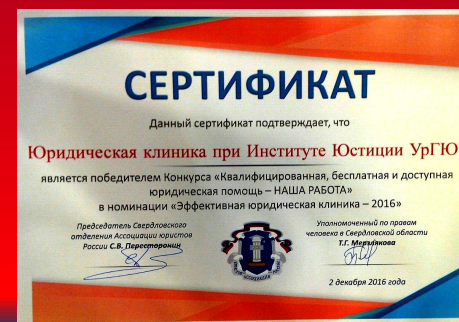 СЕРТИФИКАТ
Данный сертификат подтверждает, что
Юридическая клиника при Институте Юстиции УрГЮ
является победителем Конкурса «Квалифицированная, бесплатная и доступная
юридическая помощь – НАША РАБОТА»
в номинации «Эффективная юридическая клиника – 2016»
Председатель Свердловского
отделения Ассоциации юристов
России С.В. Пересторонин
Уполномоченный по правам
человека в Свердловской области
Т.Г. Мерзлякова
2 декабря 2016 года